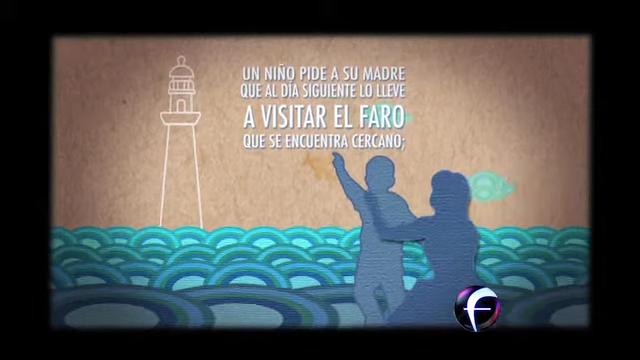 UN NIÑO PIDE A SU MADRE
QUE AL DÍA SIGUIENTE LO LLEVE
A VISITAR EL FARO
QUE SE ENCUENTRA CERCANO;
f